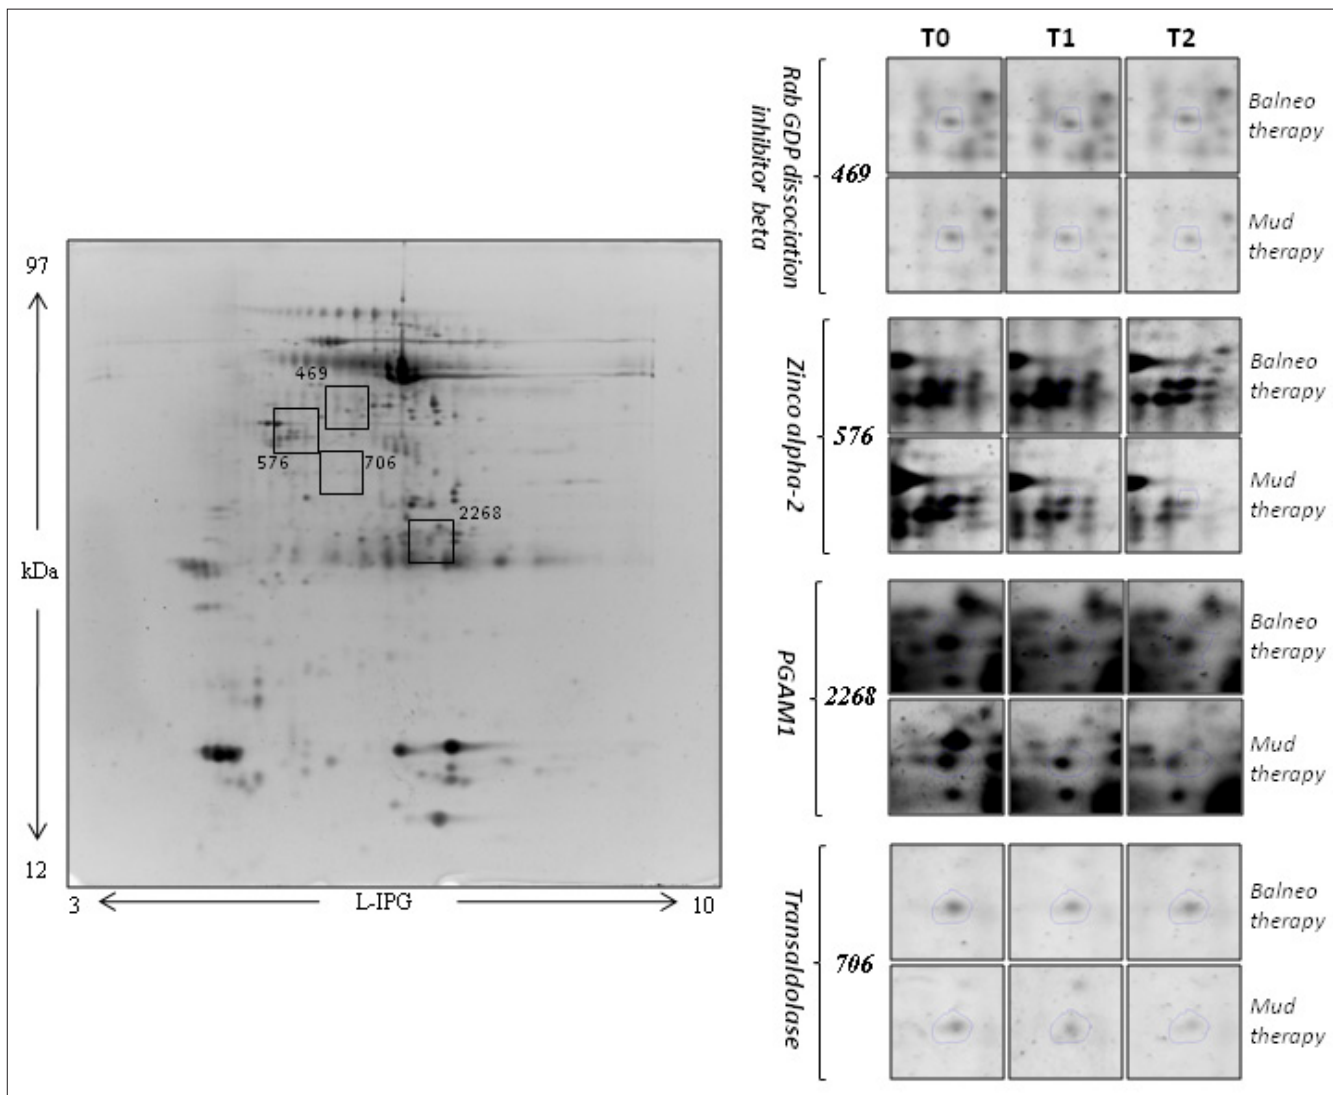 T0 T1 T2
97
kDa
12
3
L-IPG
10
469
576
706
2268
Rab GDP dissociation
inhibitor beta
469
Balneo
therapy
Mud
therapy
Zinco alpha-2
576
Balneo
therapy
Mud
therapy
PGAM1
2268
Balneo
therapy
Mud
therapy
Transaldolase
706
Balneo
therapy
Mud
therapy